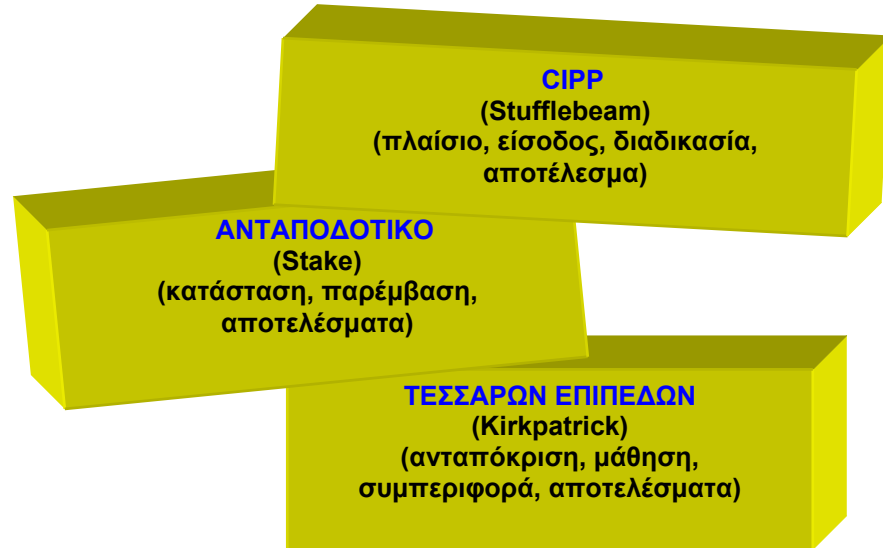 CIPP
(Stufflebeam)
(πλαίσιο, είσοδος, διαδικασία,
αποτέλεσμα)
ΑΝΤΑΠΟΔΟΤΙΚΟ
(Stake)
(κατάσταση, παρέμβαση,
αποτελέσματα)
ΤΕΣΣΑΡΩΝ ΕΠΙΠΕΔΩΝ
(Kirkpatrick)
(ανταπόκριση, μάθηση,
συμπεριφορά, αποτελέσματα)